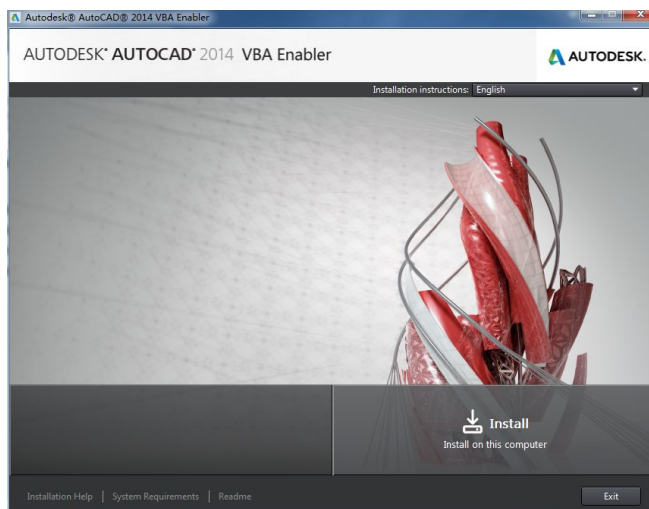 Autodesk® AutoCAD® 2014 VBA Enabler
AUTODESK® AUTOCAD® 2014 VBA Enabler
AUTODESK.
Installation instructions: English
Install
Install on this computer
Installation Help | System Requirements | Readme
Exit